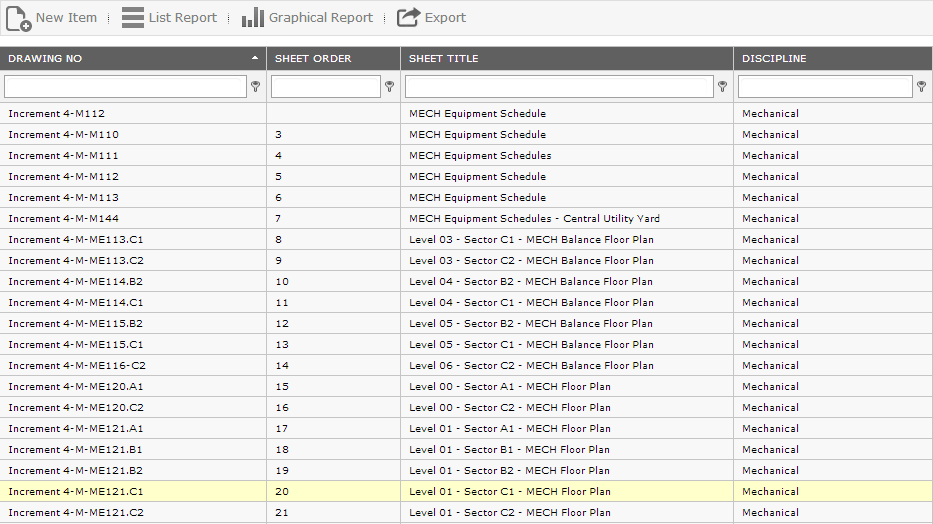 New Item List Report Graphical Report Export
DRAWING NO SHEET ORDER SHEET TITLE DISCIPLINE
Increment 4-M112 MECH Equipment Schedule Mechanical
Increment 4-M-M110 3 MECH Equipment Schedule Mechanical
Increment 4-M-M111 4 MECH Equipment Schedules Mechanical
Increment 4-M-M112 5 MECH Equipment Schedule Mechanical
Increment 4-M-M113 6 MECH Equipment Schedule Mechanical
Increment 4-M-M144 7 MECH Equipment Schedules - Central Utility Yard Mechanical
Increment 4-M-ME113.C1 8 Level 03 - Sector C1 - MECH Balance Floor Plan Mechanical
Increment 4-M-ME113.C2 9 Level 03 - Sector C2 - MECH Balance Floor Plan Mechanical
Increment 4-M-ME114.B2 10 Level 04 - Sector B2 - MECH Balance Floor Plan Mechanical
Increment 4-M-ME114.C1 11 Level 04 - Sector C1 - MECH Balance Floor Plan Mechanical
Increment 4-M-ME115.B2 12 Level 05 - Sector B2 - MECH Balance Floor Plan Mechanical
Increment 4-M-ME115.C1 13 Level 05 - Sector C1 - MECH Balance Floor Plan Mechanical
Increment 4-M-ME116-C2 14 Level 06 - Sector C2 - MECH Balance Floor Plan Mechanical
Increment 4-M-ME120.A1 15 Level 00 - Sector A1 - MECH Floor Plan Mechanical
Increment 4-M-ME120.C2 16 Level 00 - Sector C2 - MECH Floor Plan Mechanical
Increment 4-M-ME121.A1 17 Level 01 - Sector A1 - MECH Floor Plan Mechanical
Increment 4-M-ME121.B1 18 Level 01 - Sector B1 - MECH Floor Plan Mechanical
Increment 4-M-ME121.B2 19 Level 01 - Sector B2 - MECH Floor Plan Mechanical
Increment 4-M-ME121.C1 20 Level 01 - Sector C1 - MECH Floor Plan Mechanical
Increment 4-M-ME121.C2 21 Level 01 - Sector C2 - MECH Floor Plan Mechanical